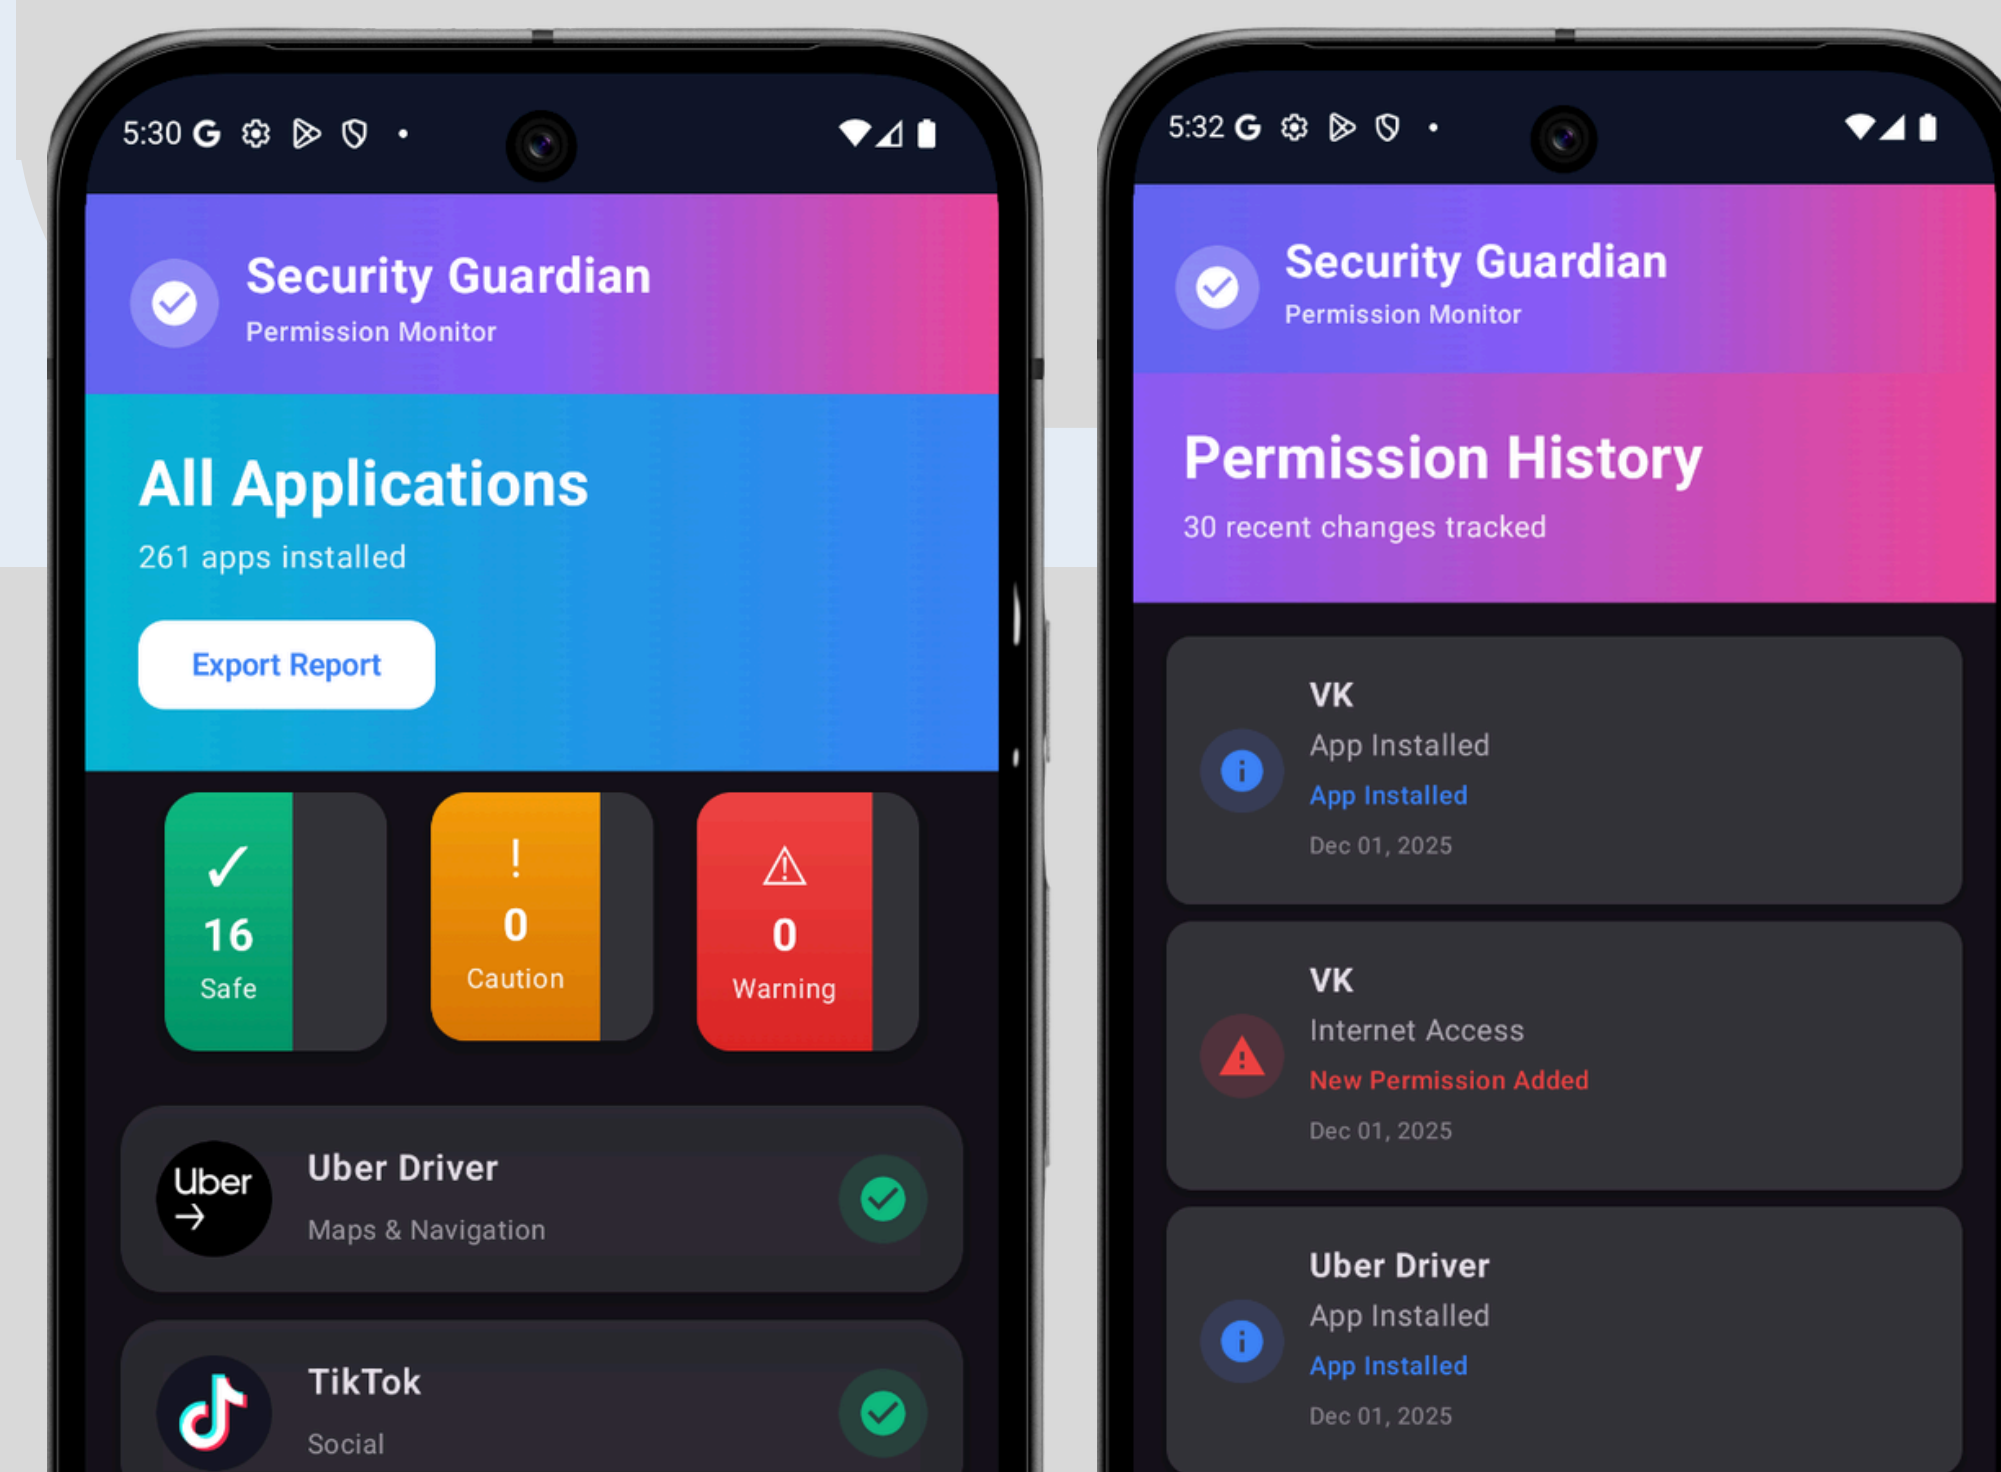 5:30
Security Guardian
Permission Monitor
All Applications
261 apps installed
Export Report
✓
!
⚠
16
0
0
Safe
Caution
Warning
Uber
→
Uber Driver
Maps & Navigation
TikTok
Social
5:32
Security Guardian
Permission Monitor
Permission History
30 recent changes tracked
VK
App Installed
App Installed
Dec 01, 2025
VK
Internet Access
New Permission Added
Dec 01, 2025
Uber Driver
App Installed
App Installed
Dec 01, 2025